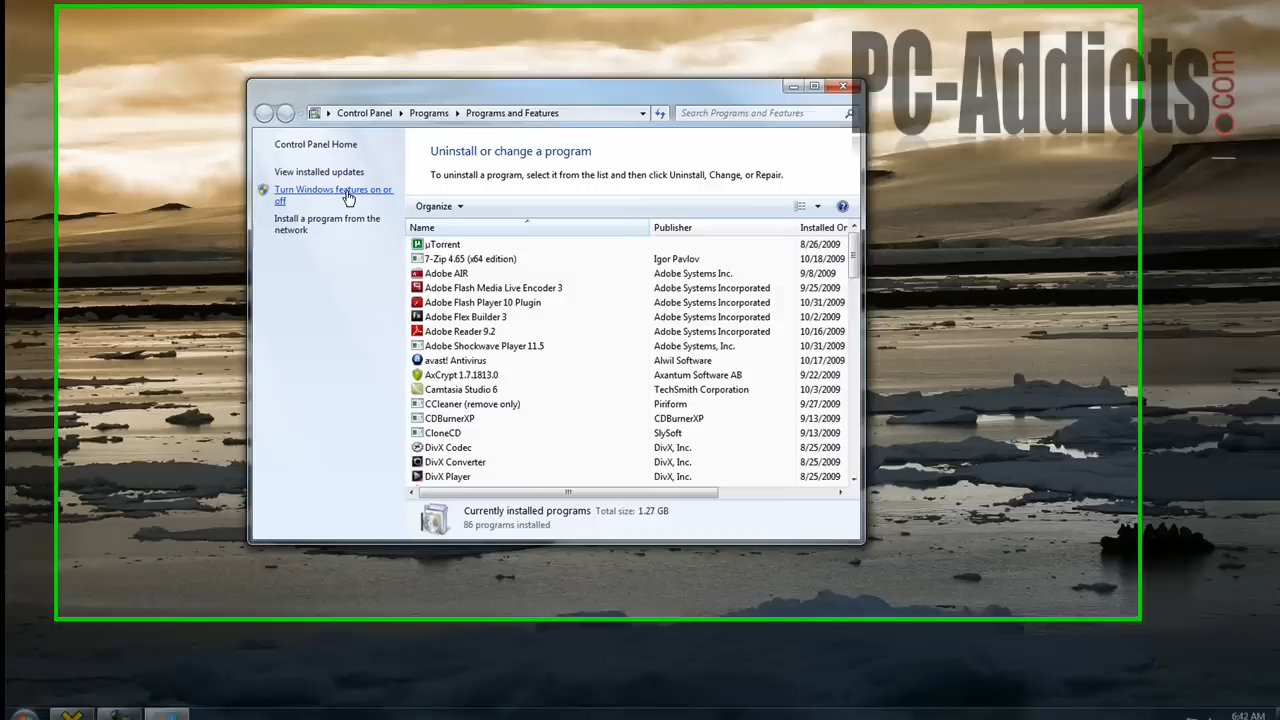 PC-Addicts.com
Control Panel Programs Programs and Features
Search Programs and Features
Control Panel Home
View installed updates
Turn Windows features on or
off
Install a program from the
network
Uninstall or change a program
To uninstall a program, select it from the list and then click Uninstall, Change, or Repair.
Organize
Name Publisher Installed On
µTorrent 8/26/2009
7-Zip 4.65 (x64 edition) Igor Pavlov 10/18/2009
Adobe AIR Adobe Systems Inc. 9/8/2009
Adobe Flash Media Live Encoder 3 Adobe Systems Incorporated 9/25/2009
Adobe Flash Player 10 Plugin Adobe Systems Incorporated 10/31/2009
Adobe Flex Builder 3 Adobe Systems Incorporated 10/2/2009
Adobe Reader 9.2 Adobe Systems Incorporated 10/16/2009
Adobe Shockwave Player 11.5 Adobe Systems, Inc. 10/31/2009
avast! Antivirus Alwil Software 10/17/2009
AxCrypt 1.7.1813.0 Axantum Software AB 9/22/2009
Camtasia Studio 6 TechSmith Corporation 10/3/2009
CCleaner (remove only) Piriform 9/27/2009
CDBurnerXP CDBurnerXP 9/13/2009
CloneCD SlySoft 9/13/2009
DivX Codec DivX, Inc. 8/25/2009
DivX Converter DivX, Inc. 8/25/2009
DivX Player DivX, Inc. 8/25/2009
Currently installed programs Total size: 1.27 GB
86 programs installed
6:42 AM